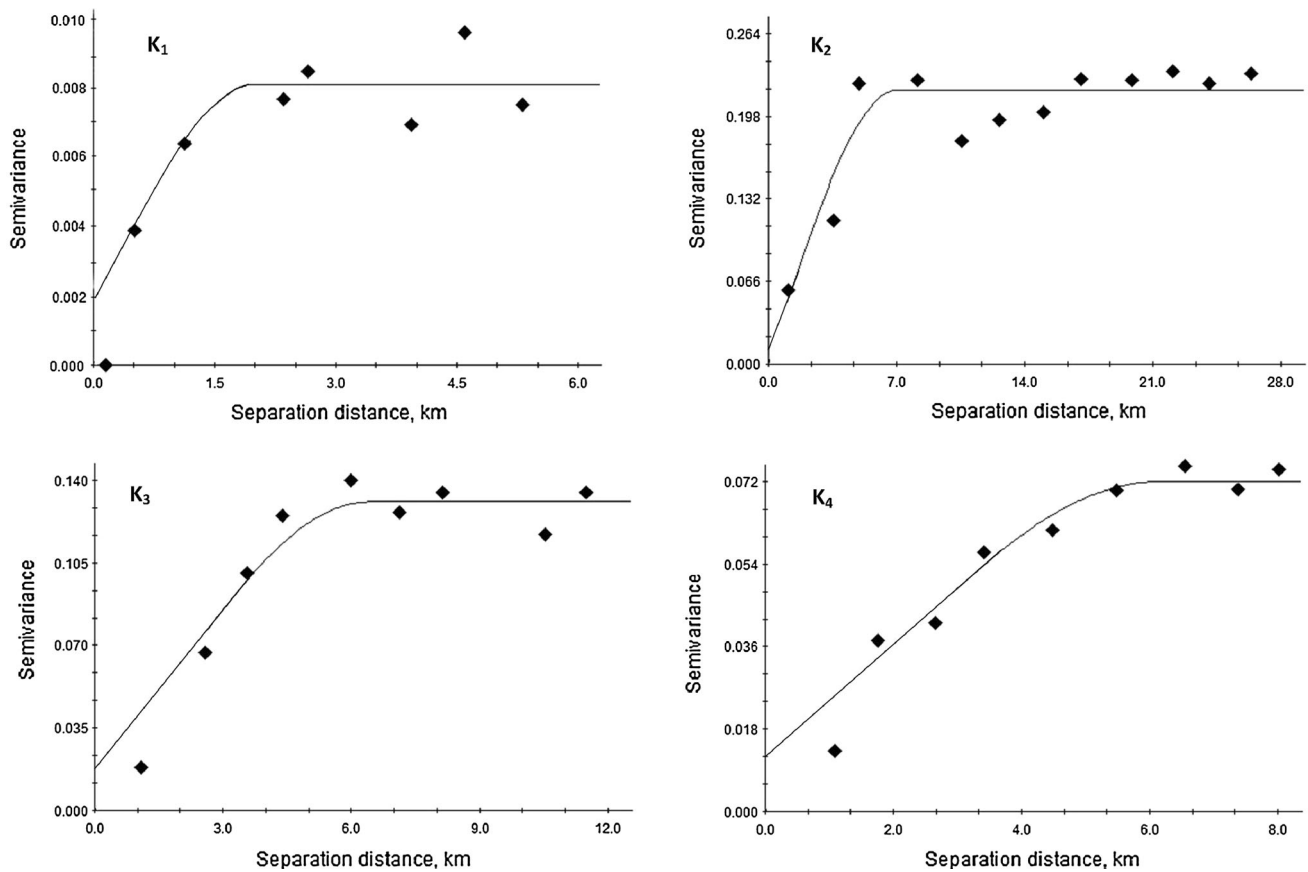 K1
0.010
0.008
0.006
0.004
0.002
0.000
Semivariance
0.0 1.5 3.0 4.5 6.0
Separation distance, km
K2
0.264
0.198
0.132
0.066
0.000
Semivariance
0.0 7.0 14.0 21.0 28.0
Separation distance, km
K3
0.140
0.105
0.070
0.035
0.000
Semivariance
0.0 3.0 6.0 9.0 12.0
Separation distance, km
K4
0.072
0.054
0.036
0.018
0.000
Semivariance
0.0 2.0 4.0 6.0 8.0
Separation distance, km